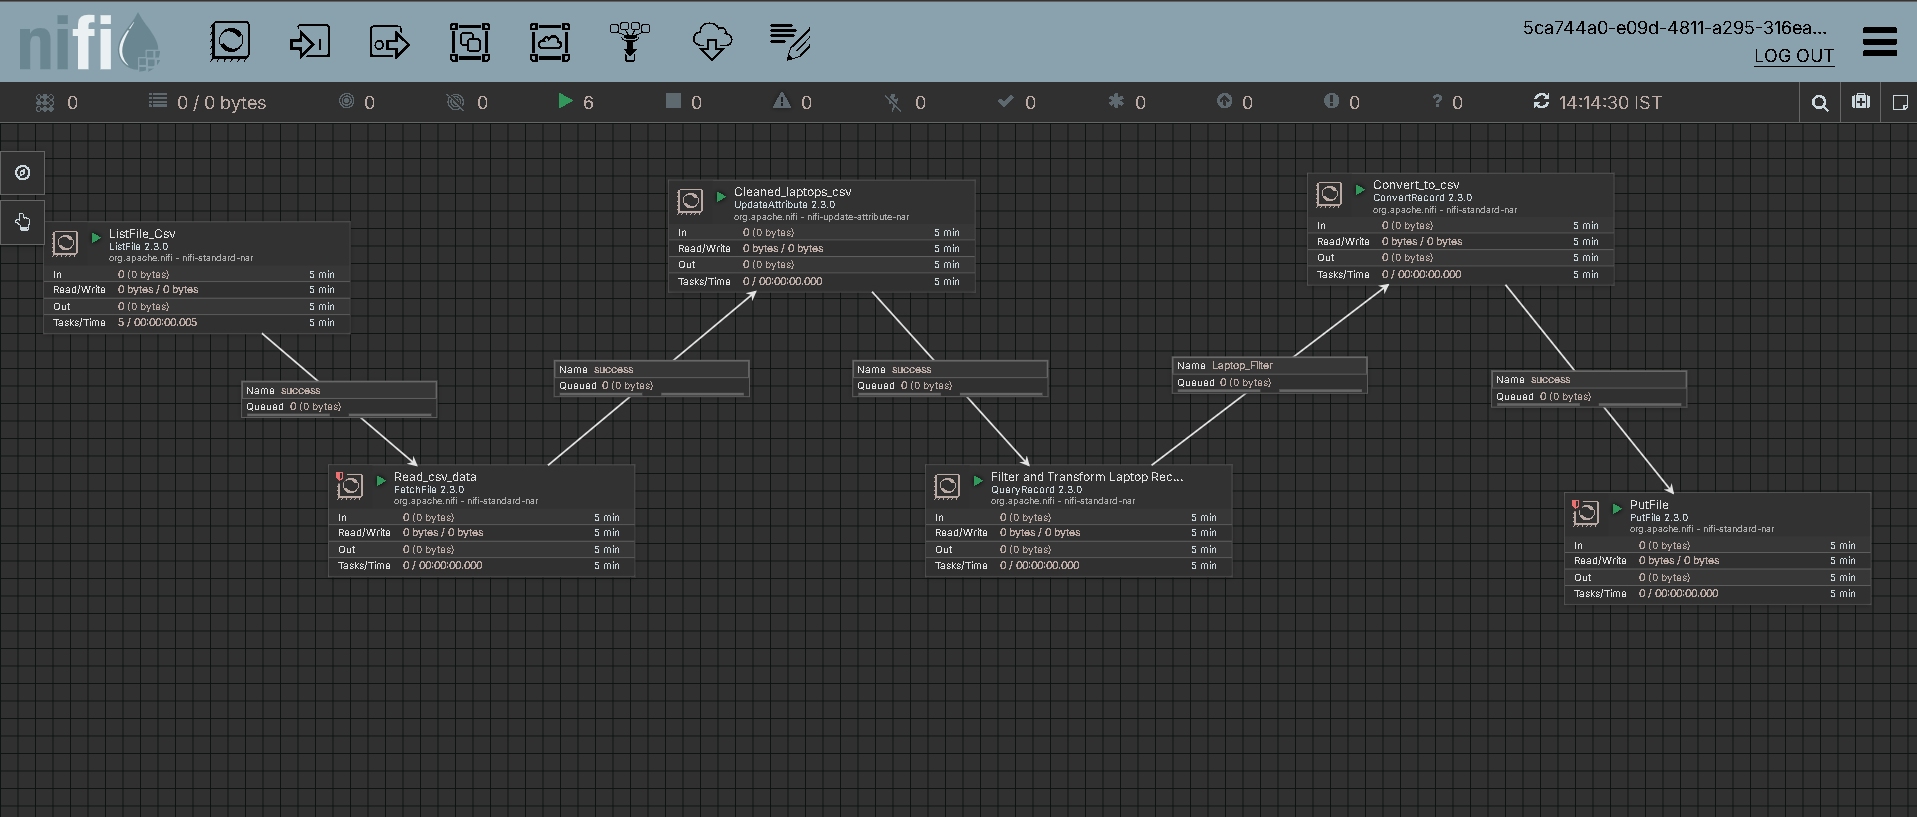 nifi
5ca744a0-e09d-4811-a295-316ea...
LOG OUT
0
0 / 0 bytes
0
0
6
0
0
0
0
0
0
0
? 0
14:14:30 IST
ListFile_Csv
ListFile 2.3.0
org.apache.nifi - nifi-standard-nar
In 0 (0 bytes) 5 min
Read/Write 0 bytes / 0 bytes 5 min
Out 0 (0 bytes) 5 min
Tasks/Time 5 / 00:00:00.005 5 min
Name success
Queued 0 (0 bytes)
Read_csv_data
FetchFile 2.3.0
org.apache.nifi - nifi-standard-nar
In 0 (0 bytes) 5 min
Read/Write 0 bytes / 0 bytes 5 min
Out 0 (0 bytes) 5 min
Tasks/Time 0 / 00:00:00.000 5 min
Name success
Queued 0 (0 bytes)
Cleaned_laptops_csv
UpdateAttribute 2.3.0
org.apache.nifi - nifi-update-attribute-nar
In 0 (0 bytes) 5 min
Read/Write 0 bytes / 0 bytes 5 min
Out 0 (0 bytes) 5 min
Tasks/Time 0 / 00:00:00.000 5 min
Name success
Queued 0 (0 bytes)
Filter and Transform Laptop Rec...
QueryRecord 2.3.0
org.apache.nifi - nifi-standard-nar
In 0 (0 bytes) 5 min
Read/Write 0 bytes / 0 bytes 5 min
Out 0 (0 bytes) 5 min
Tasks/Time 0 / 00:00:00.000 5 min
Name Laptop_Filter
Queued 0 (0 bytes)
Convert_to_csv
ConvertRecord 2.3.0
org.apache.nifi - nifi-standard-nar
In 0 (0 bytes) 5 min
Read/Write 0 bytes / 0 bytes 5 min
Out 0 (0 bytes) 5 min
Tasks/Time 0 / 00:00:00.000 5 min
Name success
Queued 0 (0 bytes)
PutFile
PutFile 2.3.0
org.apache.nifi - nifi-standard-nar
In 0 (0 bytes) 5 min
Read/Write 0 bytes / 0 bytes 5 min
Out 0 (0 bytes) 5 min
Tasks/Time 0 / 00:00:00.000 5 min